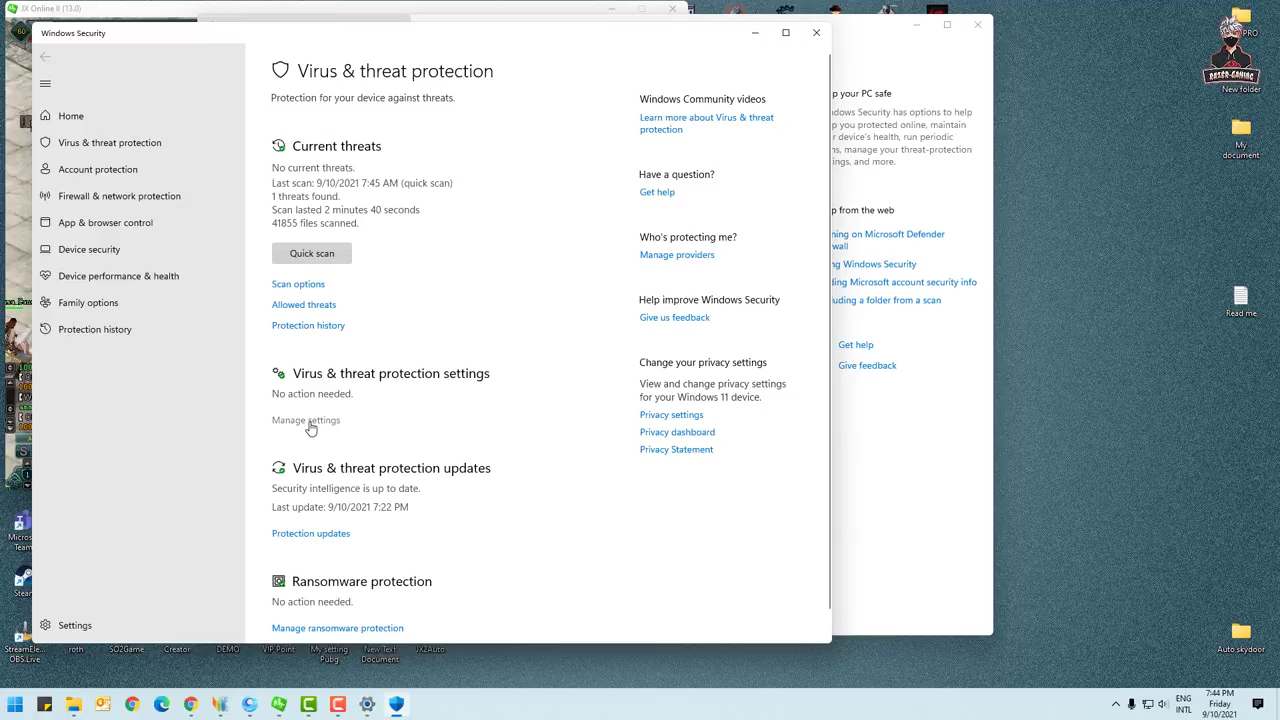 JX Online II (13.0)
Windows Security
Home
Virus & threat protection
Account protection
Firewall & network protection
App & browser control
Device security
Device performance & health
Family options
Protection history
Settings
Virus & threat protection
Protection for your device against threats.
Current threats
No current threats.
Last scan: 9/10/2021 7:45 AM (quick scan)
1 threats found.
Scan lasted 2 minutes 40 seconds
41855 files scanned.
Quick scan
Scan options
Allowed threats
Protection history
Virus & threat protection settings
No action needed.
Manage settings
Virus & threat protection updates
Security intelligence is up to date.
Last update: 9/10/2021 7:22 PM
Protection updates
Ransomware protection
No action needed.
Manage ransomware protection
Windows Community videos
Learn more about Virus & threat
protection
Have a question?
Get help
Who's protecting me?
Manage providers
Help improve Windows Security
Give us feedback
Change your privacy settings
View and change privacy settings
for your Windows 11 device.
Privacy settings
Privacy dashboard
Privacy Statement
p your PC safe
dows Security has options to help
p you protected online, maintain
r device's health, run periodic
ns, manage your threat-protection
ings, and more.
p from the web
ning on Microsoft Defender
wall
ng Windows Security
ding Microsoft account security info
uding a folder from a scan
Get help
Give feedback
PRO
RASER-GAMING
New folder
My
document
Read me
Auto skydoor
Micros
Team
Stear
StreamEle...
OBS.Live
roth
SO2Game
Creator
DEMO
VIP Point
My setting
Pubg
New Text
Document
JX2Auto
60
ENG
INTL
7:44 PM
Friday
9/10/2021